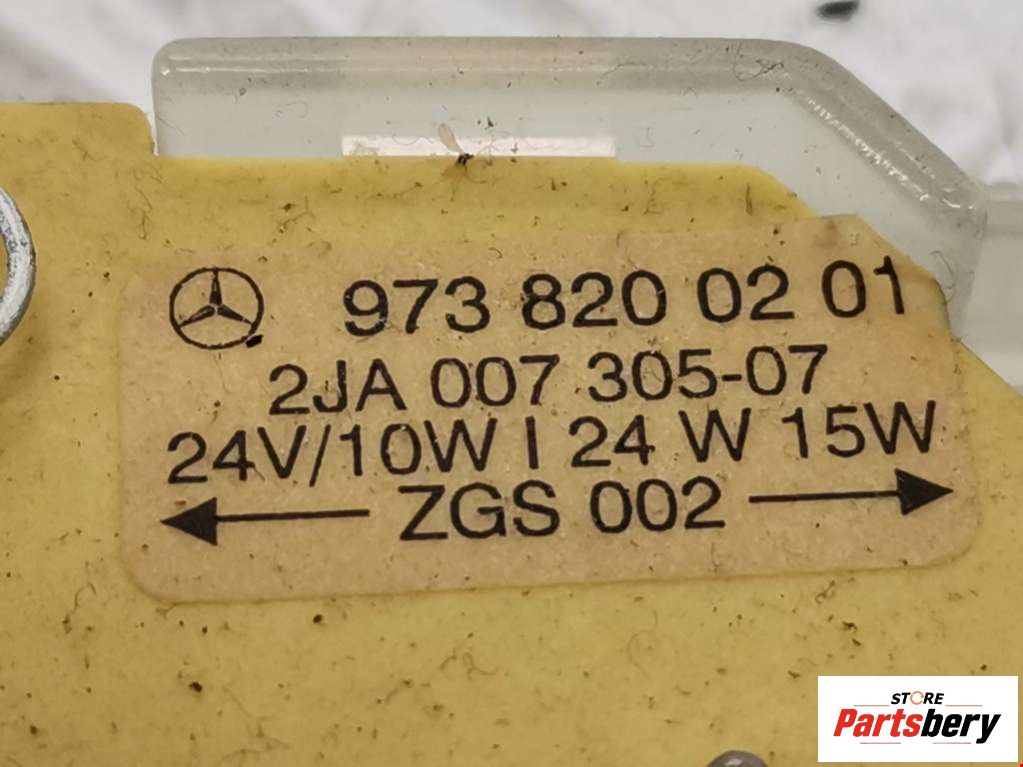 973 820 02 01
2JA 007 305-07
24V/10W I 24 W 15W
ZGS 002
STORE
Partsbery